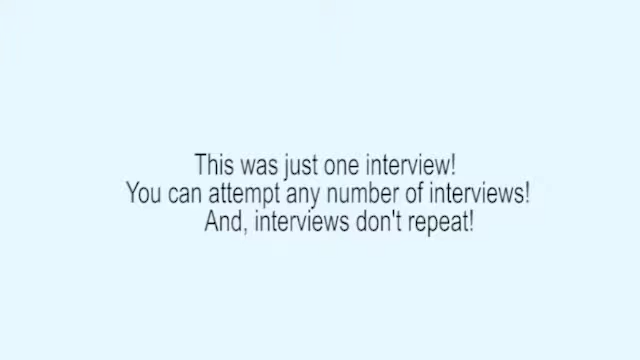 This was just one interview!
You can attempt any number of interviews!
And, interviews don't repeat!